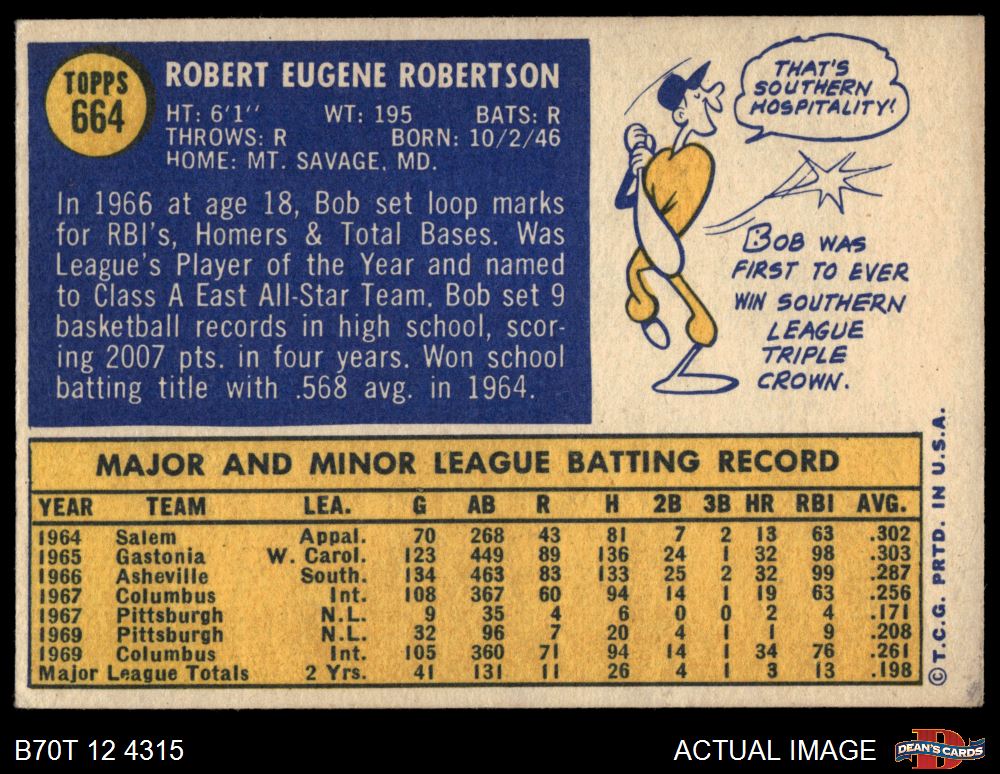 TOPPS
664
ROBERT EUGENE ROBERTSON
HT: 6'1" WT: 195 BATS: R
THROWS: R BORN: 10/2/46
HOME: MT. SAVAGE, MD.
In 1966 at age 18, Bob set loop marks
for RBI's, Homers & Total Bases. Was
League's Player of the Year and named
to Class A East All-Star Team. Bob set 9
basketball records in high school, scor-
ing 2007 pts. in four years. Won school
batting title with .568 avg. in 1964.
THAT'S
SOUTHERN
HOSPITALITY!
BOB WAS
FIRST TO EVER
WIN SOUTHERN
LEAGUE
TRIPLE
CROWN.
MAJOR AND MINOR LEAGUE BATTING RECORD
YEAR TEAM LEA. G AB R H 2B 3B HR RBI AVG.
1964 Salem Appal. 70 268 43 81 7 2 13 63 .302
1965 Gastonia W. Carol. 123 449 89 136 24 1 32 98 .303
1966 Asheville South. 134 463 83 133 25 2 32 99 .287
1967 Columbus Int. 108 367 60 94 14 1 19 63 .256
1967 Pittsburgh N.L. 9 35 4 6 0 0 2 4 .171
1969 Pittsburgh N.L. 32 96 7 20 4 1 1 9 .208
1969 Columbus Int. 105 360 71 94 14 1 34 76 .261
Major League Totals 2 Yrs. 41 131 11 26 4 1 3 13 .198
© T.C.G. PRTD. IN U.S.A.
B70T 12 4315
ACTUAL IMAGE
D
DEAN'S CARDS